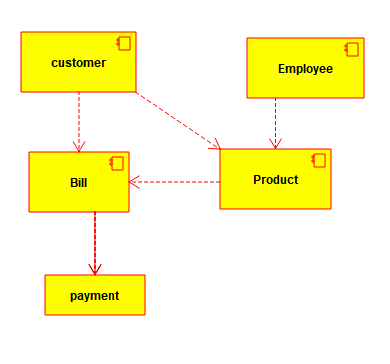 customer
Employee
Bill
Product
payment